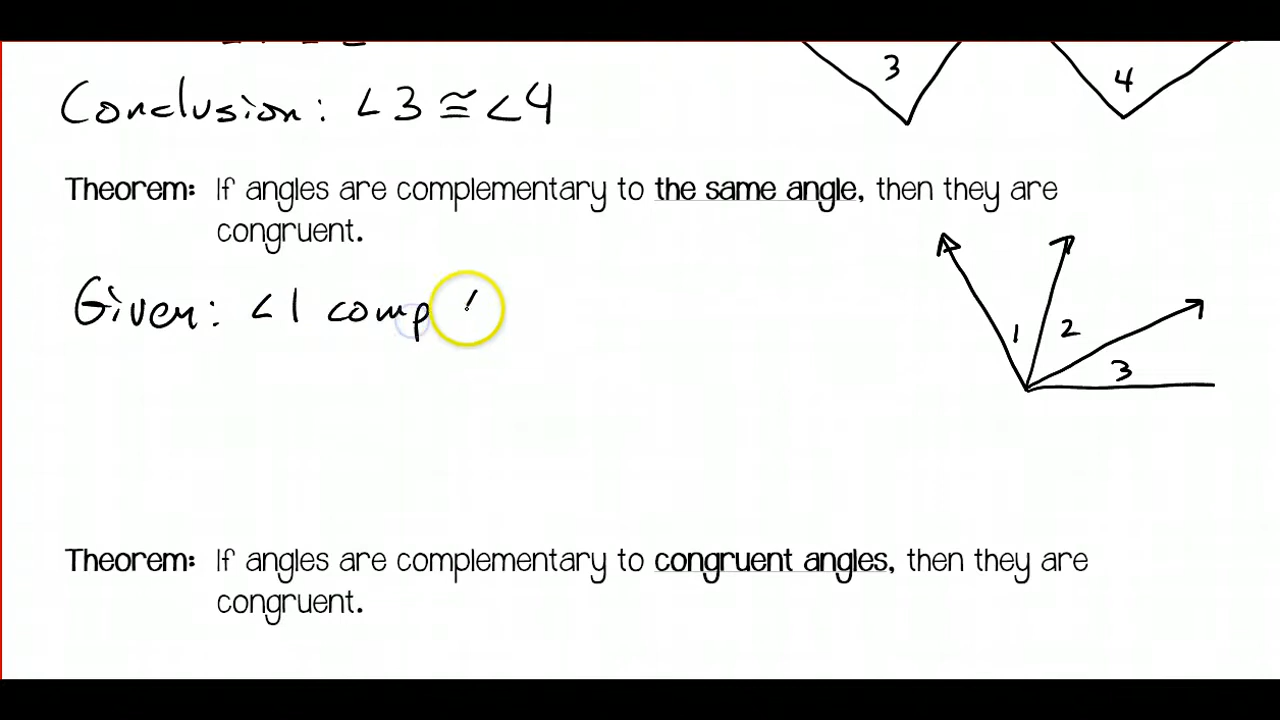 3 4
Conclusion: ∠3 ≅ ∠4
Theorem: If angles are complementary to the same angle, then they are
congruent.
Given: ∠1 comp
1 2
3
Theorem: If angles are complementary to congruent angles, then they are
congruent.